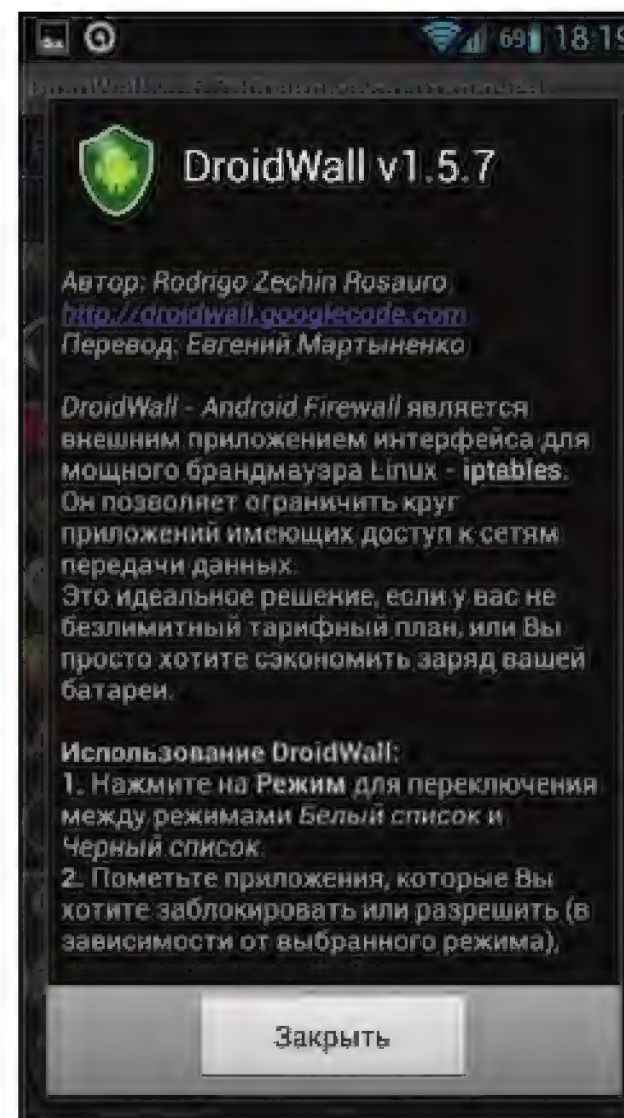 69 18:19
DroidWall v1.5.7
Автор: Rodrigo Zechin Rosauro
http://droidwall.googlecode.com
Перевод: Евгений Мартыненко
DroidWall - Android Firewall является
внешним приложением интерфейса для
мощного брандмауэра Linux - iptables.
Он позволяет ограничить круг
приложений имеющих доступ к сетям
передачи данных.
Это идеальное решение, если у вас не
безлимитный тарифный план, или Вы
просто хотите сэкономить заряд вашей
батареи.
Использование DroidWall:
1. Нажмите на Режим для переключения
между режимами Белый список и
Черный список.
2. Пометьте приложения, которые Вы
хотите заблокировать или разрешить (в
зависимости от выбранного режима),
Закрыть